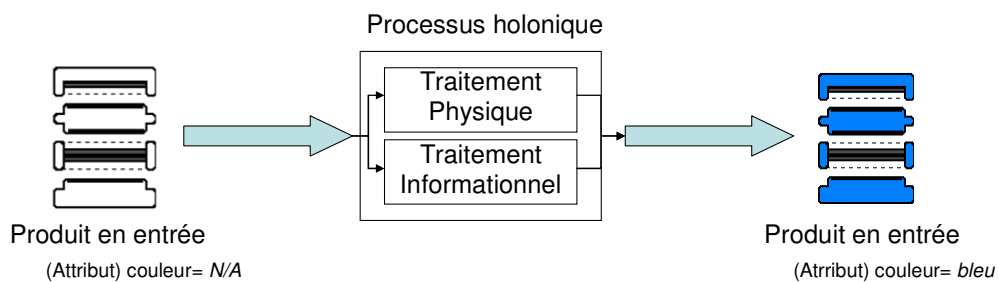 Processus holonique
Traitement
Physique
Traitement
Informationnel
Produit en entrée
(Attribut) couleur= N/A
Produit en entrée
(Atrribut) couleur= bleu